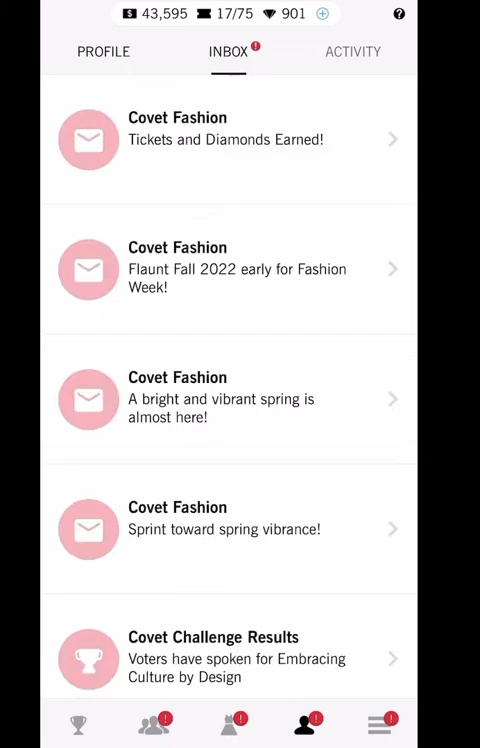 $ 43,595 17/75 901 ?
PROFILE INBOX ! ACTIVITY
Covet Fashion
Tickets and Diamonds Earned!
Covet Fashion
Flaunt Fall 2022 early for Fashion
Week!
Covet Fashion
A bright and vibrant spring is
almost here!
Covet Fashion
Sprint toward spring vibrance!
Covet Challenge Results
Voters have spoken for Embracing
Culture by Design
! ! ! !